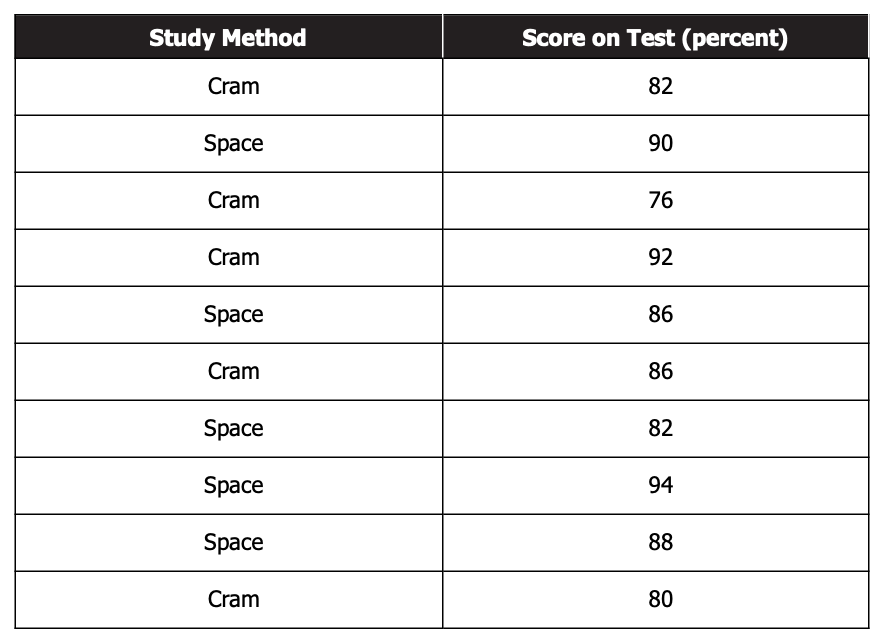 Study Method Score on Test (percent)
Cram 82
Space 90
Cram 76
Cram 92
Space 86
Cram 86
Space 82
Space 94
Space 88
Cram 80